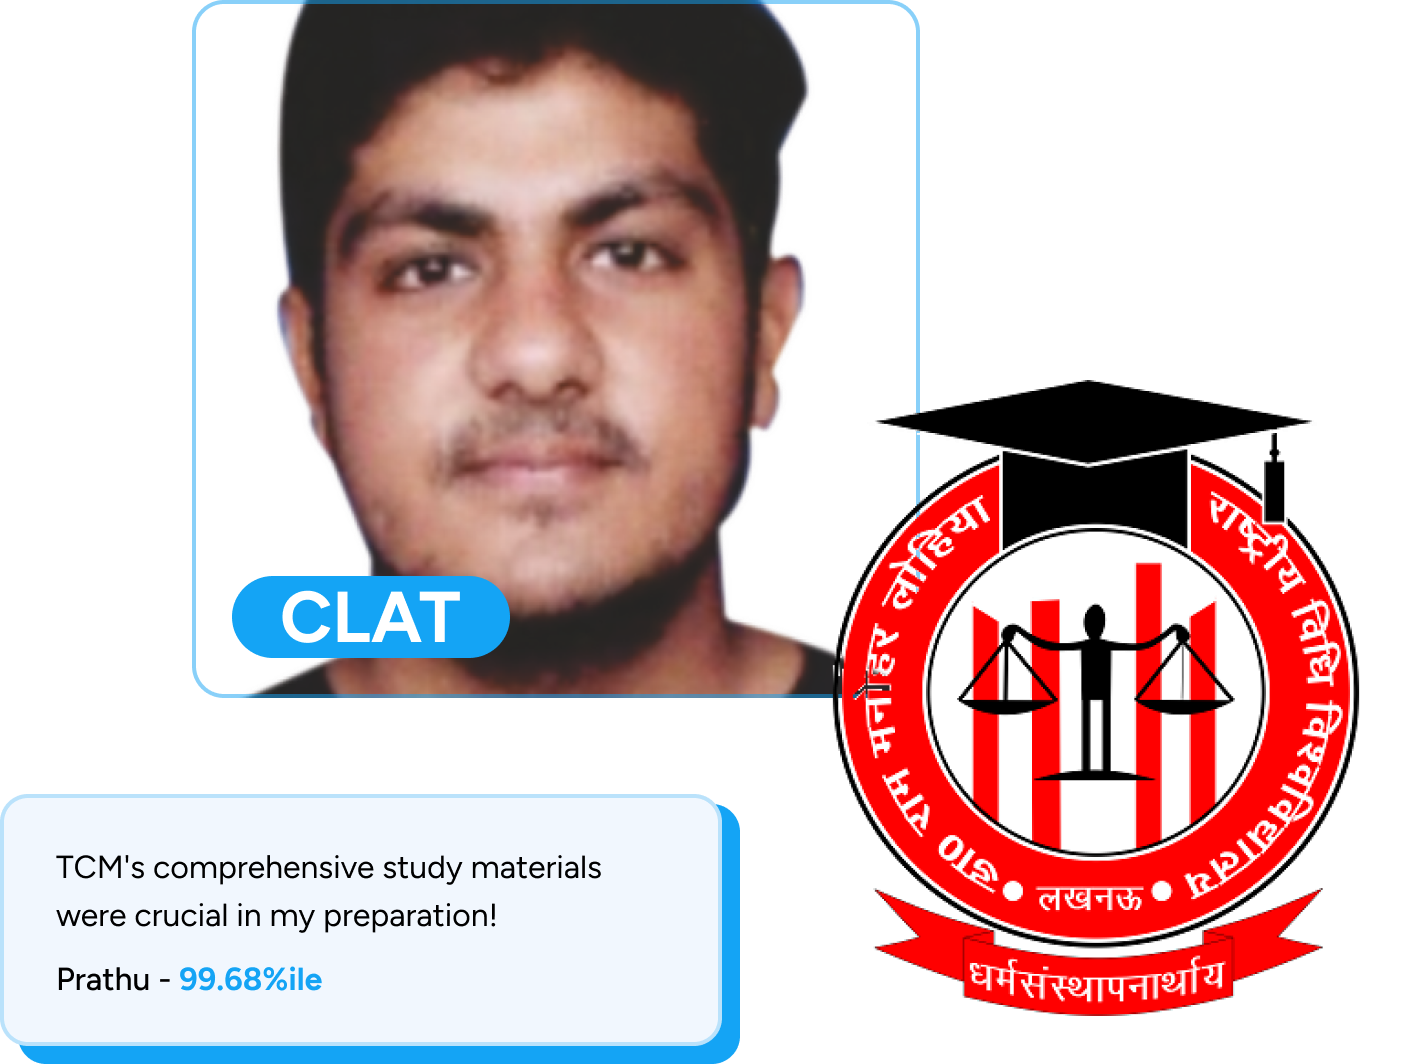 CLAT
डा0 राम मनोहर लोहिया
राष्ट्रीय विधि विश्वविद्यालय
• लखनऊ •
धर्मसंस्थापनार्थाय
TCM's comprehensive study materials
were crucial in my preparation!
Prathu - 99.68%ile